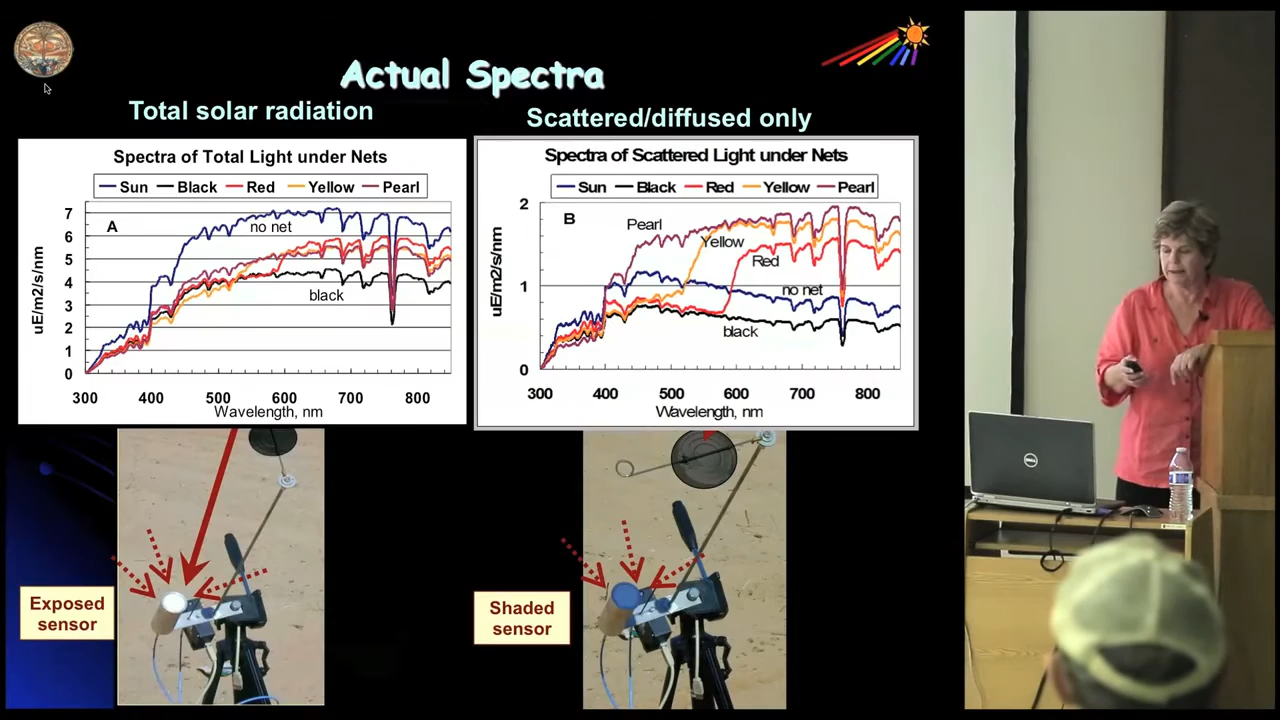 Actual Spectra
Total solar radiation
Scattered/diffused only
Spectra of Total Light under Nets
Sun Black Red Yellow Pearl
A
no net
black
uE/m2/s/nm
7
6
5
4
3
2
1
0
300 400 500 600 700 800
Wavelength, nm
Spectra of Scattered Light under Nets
Sun Black Red Yellow Pearl
B
Pearl
Yellow
Red
no net
black
uE/m2/s/nm
2
1
0
300 400 500 600 700 800
Wavelength, nm
Exposed
sensor
Shaded
sensor
DELL